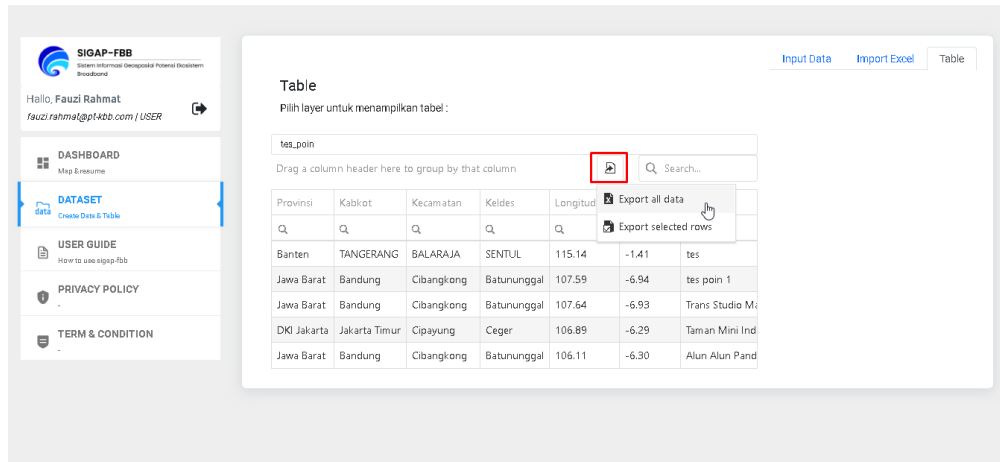 SIGAP-FBB
Sistem Informasi Geospasial Potensi Ekosistem
Broadband
Hallo, Fauzi Rahmat
fauzi.rahmat@pt-kbb.com | USER
DASHBOARD
Map & resume
data
DATASET
Create Data & Table
USER GUIDE
How to use sigap-fbb
PRIVACY POLICY
-
TERM & CONDITION
-
Input Data Import Excel Table
Table
Pilih layer untuk menampilkan tabel :
tes_poin
Drag a column header here to group by that column
Search...
Export all data
Export selected rows
Provinsi Kabkot Kecamatan Keldes Longitud
Banten TANGERANG BALARAJA SENTUL 115.14 -1.41 tes
Jawa Barat Bandung Cibangkong Batununggal 107.59 -6.94 tes poin 1
Jawa Barat Bandung Cibangkong Batununggal 107.64 -6.93 Trans Studio Ma
DKI Jakarta Jakarta Timur Cipayung Ceger 106.89 -6.29 Taman Mini Ind
Jawa Barat Bandung Cibangkong Batununggal 106.11 -6.30 Alun Alun Pand